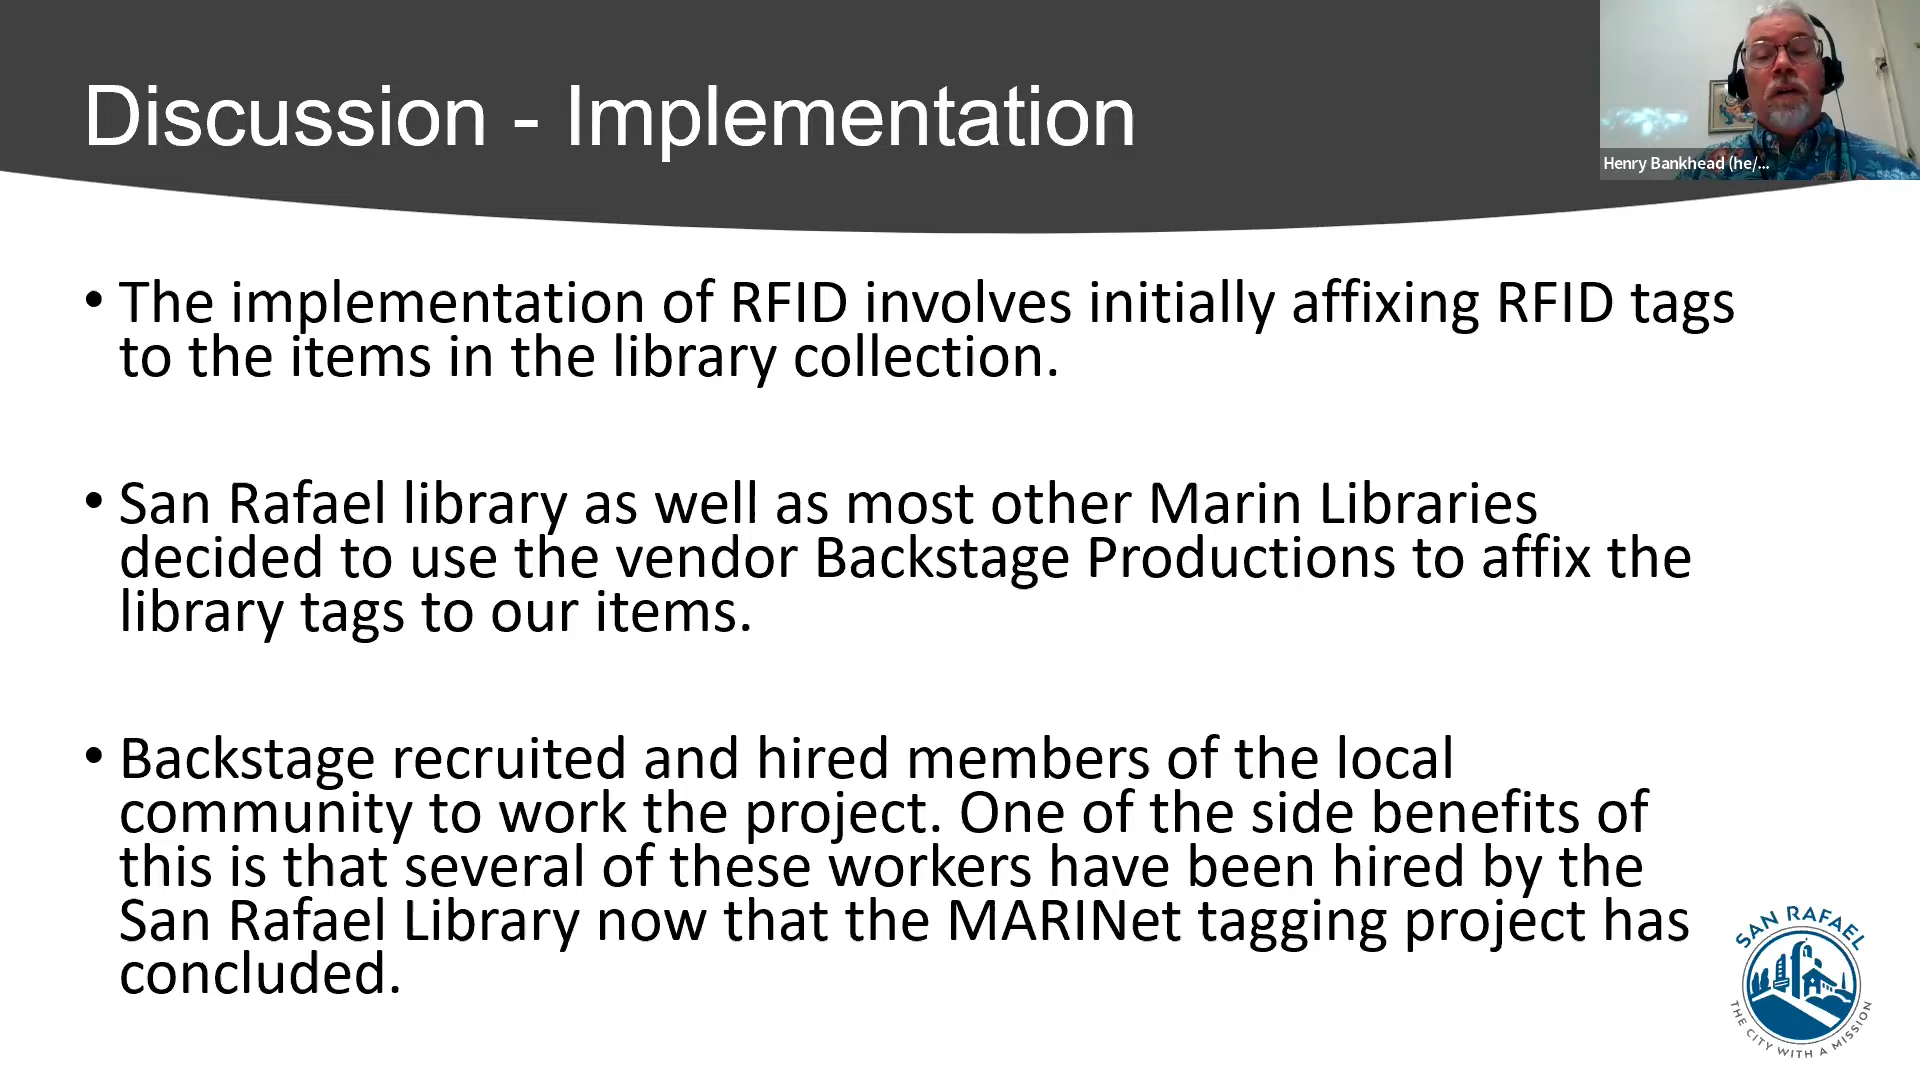 Discussion - Implementation
Henry Bankhead (he/...
• The implementation of RFID involves initially affixing RFID tags
to the items in the library collection.
• San Rafael library as well as most other Marin Libraries
decided to use the vendor Backstage Productions to affix the
library tags to our items.
• Backstage recruited and hired members of the local
community to work the project. One of the side benefits of
this is that several of these workers have been hired by the
San Rafael Library now that the MARINet tagging project has
concluded.
SAN RAFAEL
THE CITY WITH A MISSION